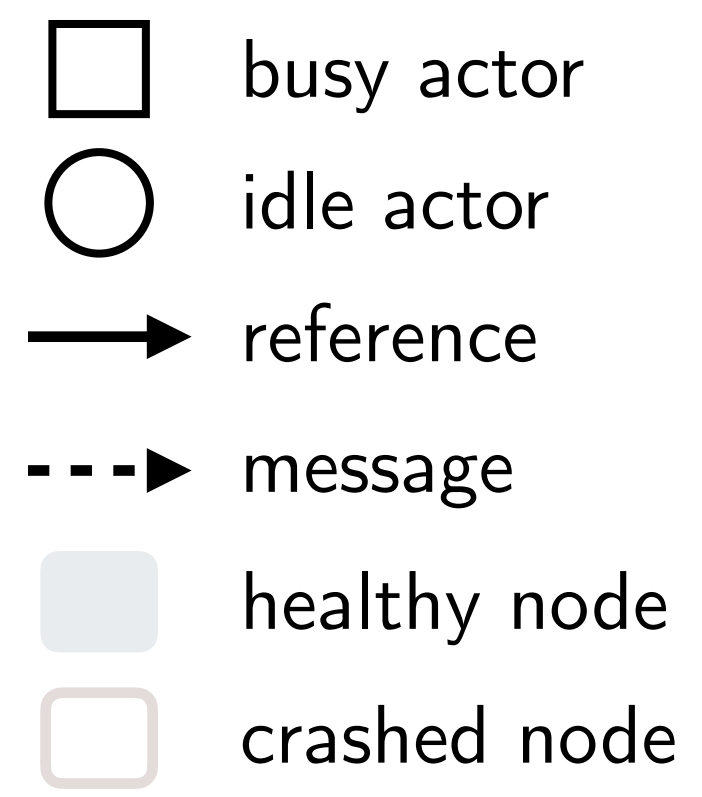 busy actor
idle actor
reference
message
healthy node
crashed node